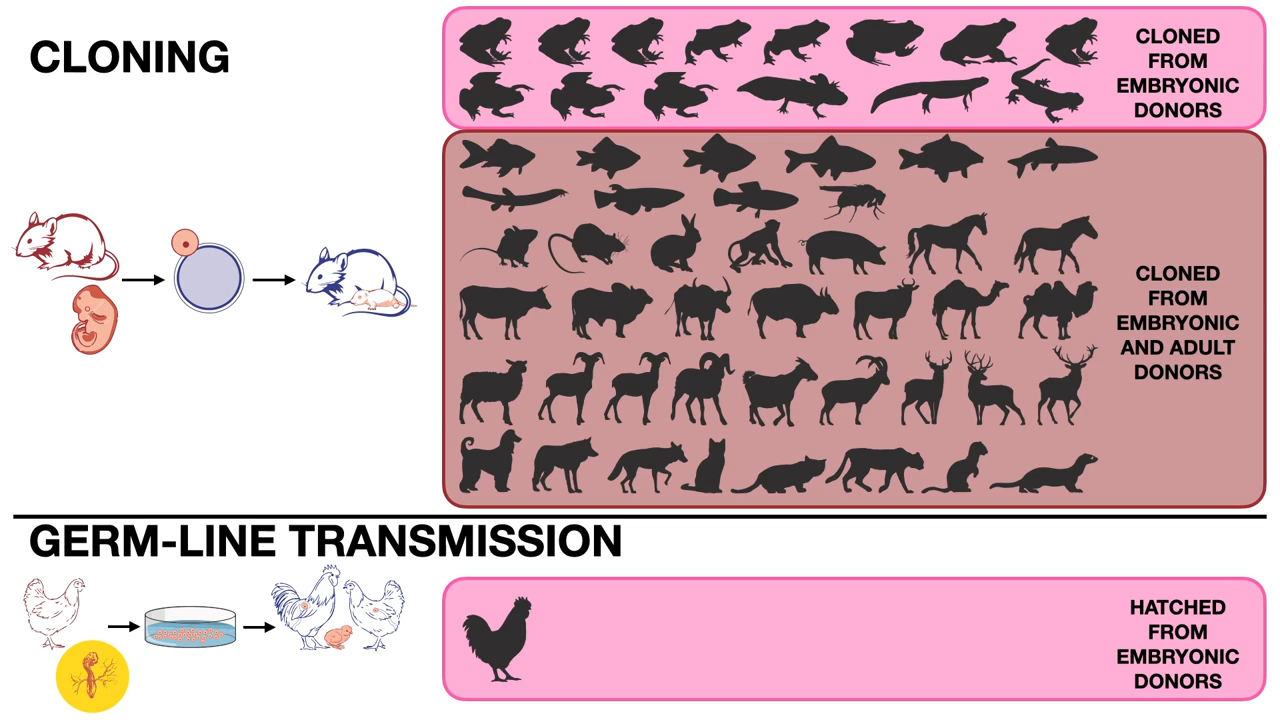 CLONING
CLONED
FROM
EMBRYONIC
DONORS
CLONED
FROM
EMBRYONIC
AND ADULT
DONORS
GERM-LINE TRANSMISSION
HATCHED
FROM
EMBRYONIC
DONORS